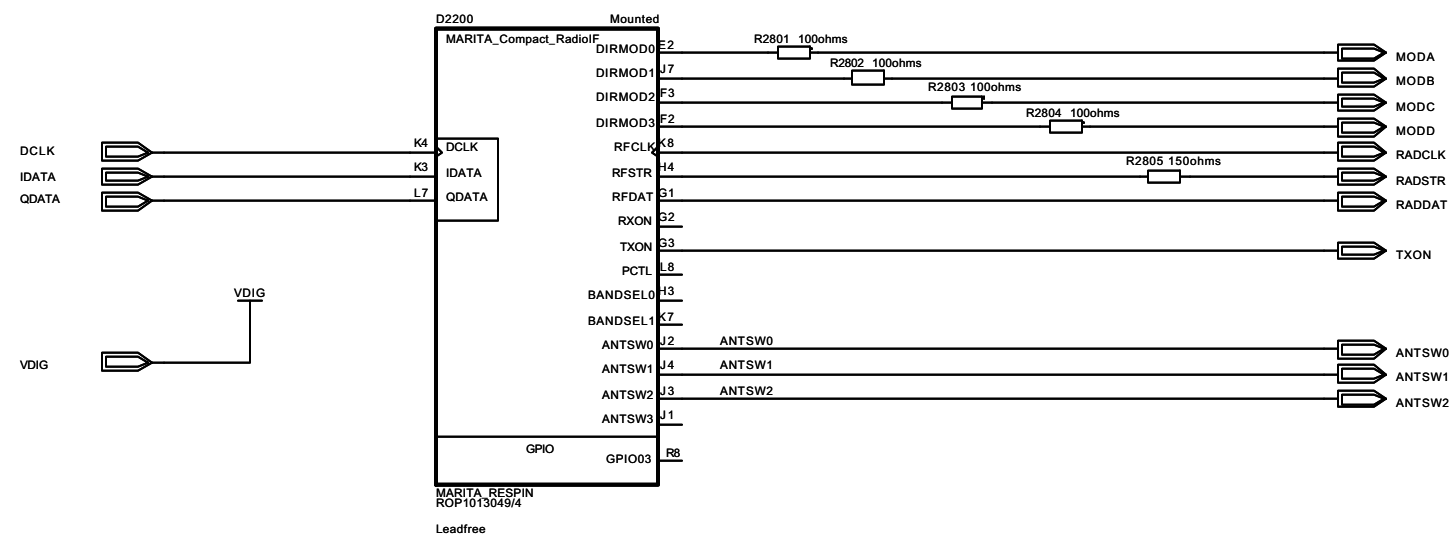 D2200 Mounted
MARITA_Compact_RadioIF
DIRMOD0 E2 R2801 100ohms MODA
DIRMOD1 J7 R2802 100ohms MODB
DIRMOD2 F3 R2803 100ohms MODC
DIRMOD3 F2 R2804 100ohms MODD
DCLK K4 DCLK RFCLK K8 RADCLK
IDATA K3 IDATA RFSTR H4 R2805 150ohms RADSTR
QDATA L7 QDATA RFDAT G1 RADDAT
RXON G2
TXON G3 TXON
PCTL L8
VDIG BANDSEL0 H3
BANDSEL1 K7
ANTSW0 J2 ANTSW0 ANTSW0
VDIG ANTSW1 J4 ANTSW1 ANTSW1
ANTSW2 J3 ANTSW2 ANTSW2
ANTSW3 J1
GPIO GPIO03 R8
MARITA_RESPIN
ROP1013049/4
Leadfree